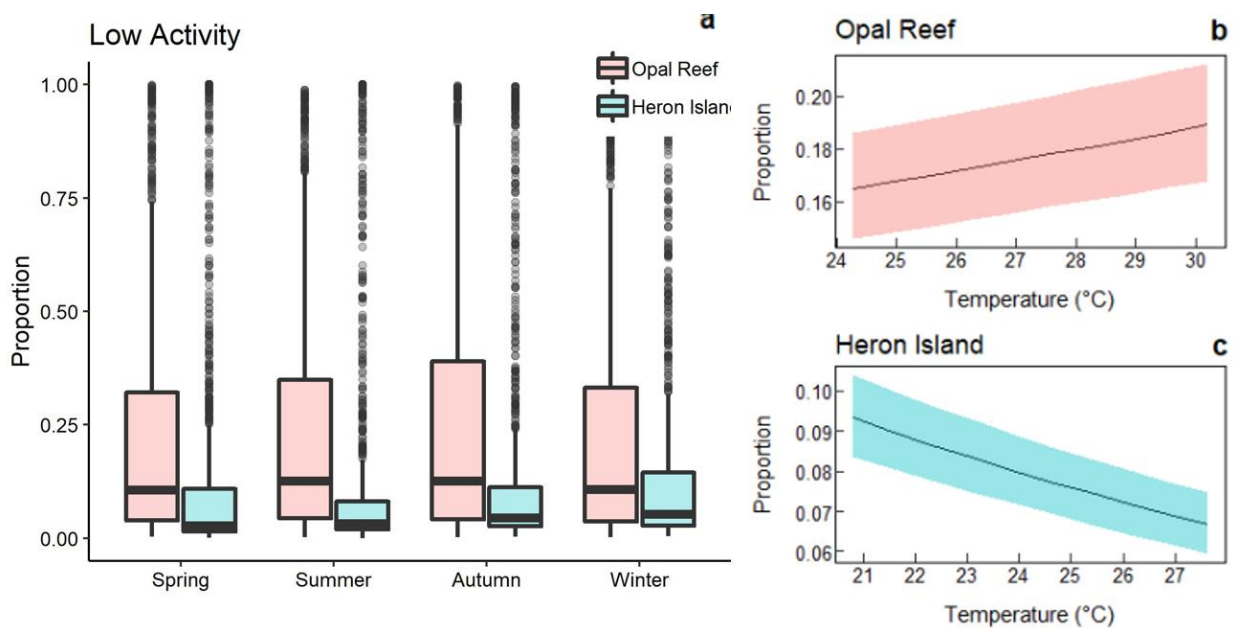 Low Activity
a
Opal Reef
Heron Islan
1.00
0.75
0.50
0.25
0.00
Proportion
Spring Summer Autumn Winter
Opal Reef b
0.20
0.18
0.16
Proportion
24 25 26 27 28 29 30
Temperature (°C)
Heron Island c
0.10
0.09
0.08
0.07
0.06
Proportion
21 22 23 24 25 26 27
Temperature (°C)